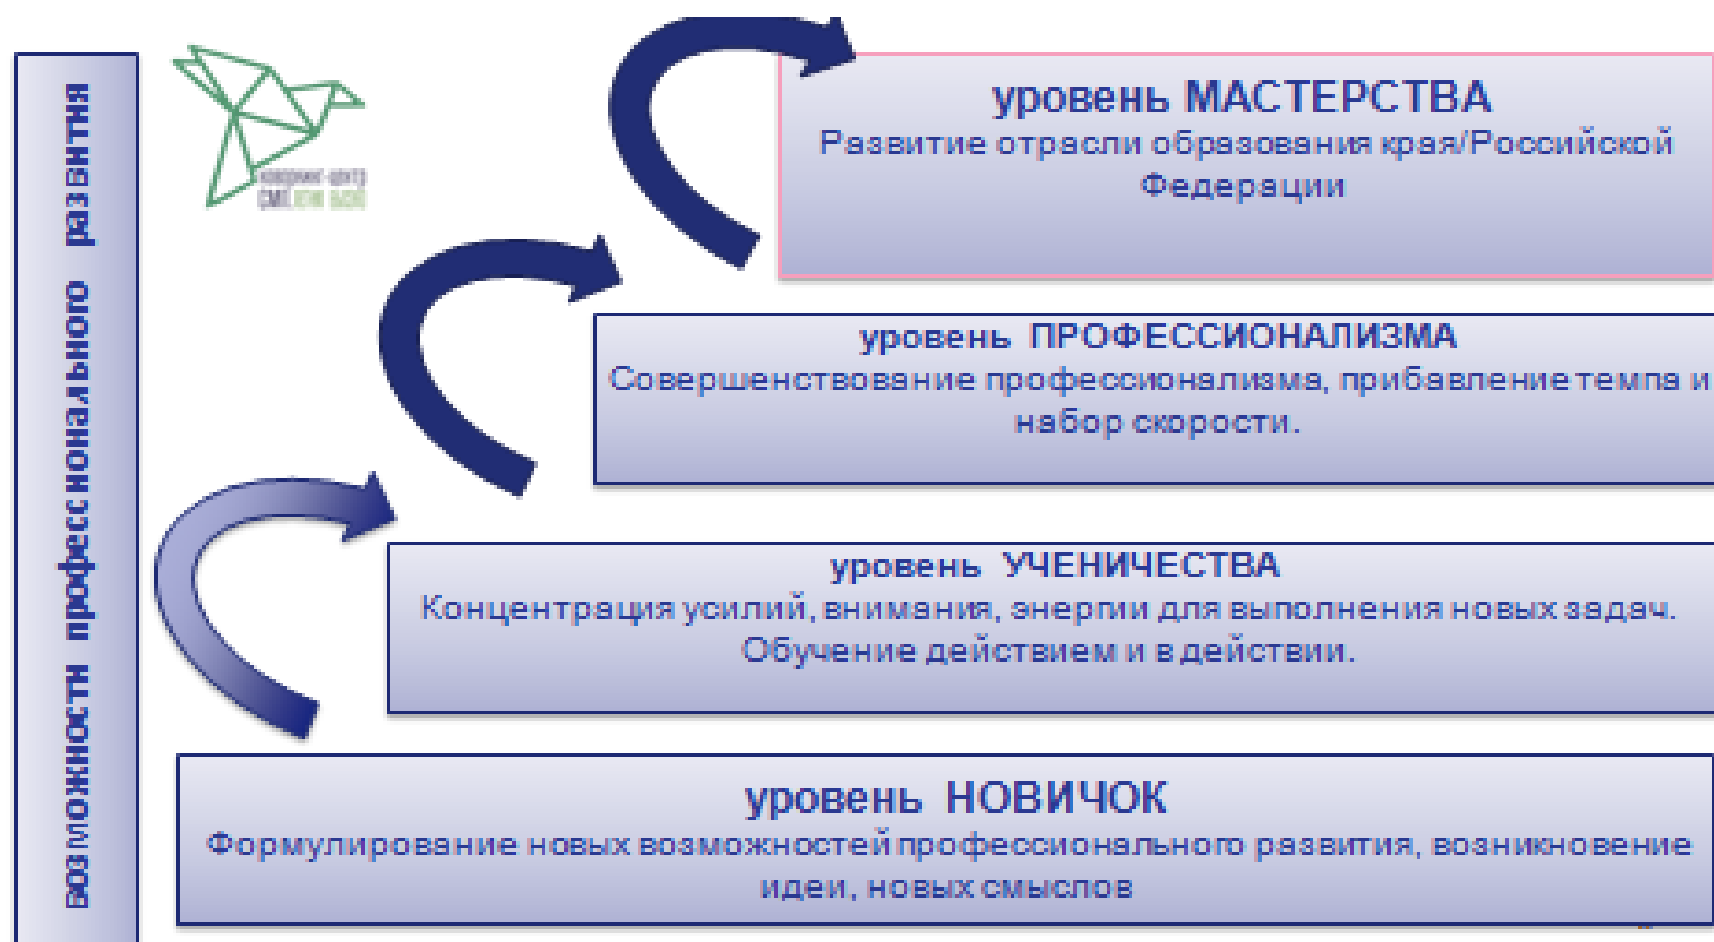 возможности профессионального развития
уровень МАСТЕРСТВА
Развитие отрасли образования края/Российской
Федерации
уровень ПРОФЕССИОНАЛИЗМА
Совершенствование профессионализма, прибавление темпа и
набор скорости.
уровень УЧЕНИЧЕСТВА
Концентрация усилий, внимания, энергии для выполнения новых задач.
Обучение действием и в действии.
уровень НОВИЧОК
Формулирование новых возможностей профессионального развития, возникновение
идеи, новых смыслов